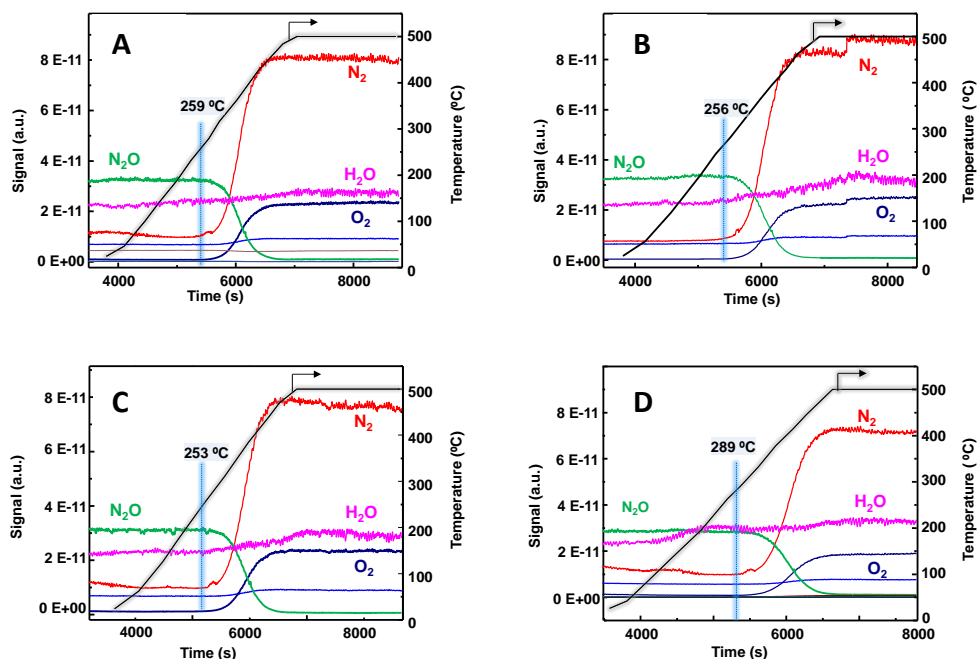 A
8 E-11
6 E-11
4 E-11
2 E-11
0 E+00
Signal (a.u.)
259 ºC
N₂
N₂O
H₂O
O₂
500
400
300
200
100
0
Temperature (ºC)
4000 6000 8000
Time (s)
B
8 E-11
6 E-11
4 E-11
2 E-11
0 E+00
Signal (a.u.)
256 ºC
N₂
N₂O
H₂O
O₂
500
400
300
200
100
0
Temperature (ºC)
4000 6000 8000
Time (s)
C
8 E-11
6 E-11
4 E-11
2 E-11
0 E+00
Signal (a.u.)
253 ºC
N₂
N₂O
H₂O
O₂
500
400
300
200
100
0
Temperature (ºC)
4000 6000 8000
Time (s)
D
8 E-11
6 E-11
4 E-11
2 E-11
0 E+00
Signal (a.u.)
289 ºC
N₂
N₂O
H₂O
O₂
500
400
300
200
100
0
Temperature (ºC)
4000 6000 8000
Time (s)